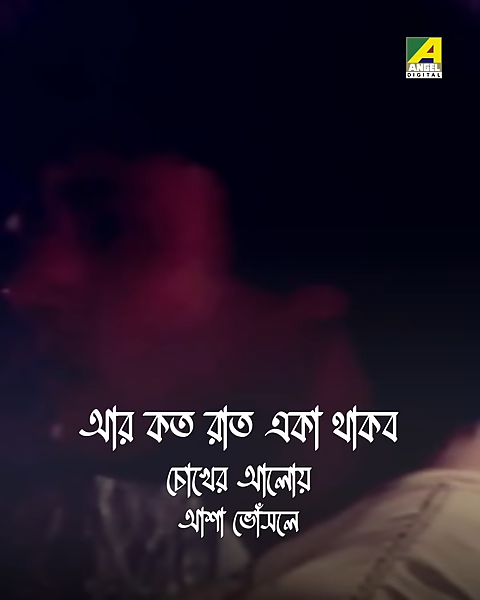 A
ANGEL
DIGITAL
আর কত রাত একা থাকব
চোখের আলোয়
আশা ভোঁসলে